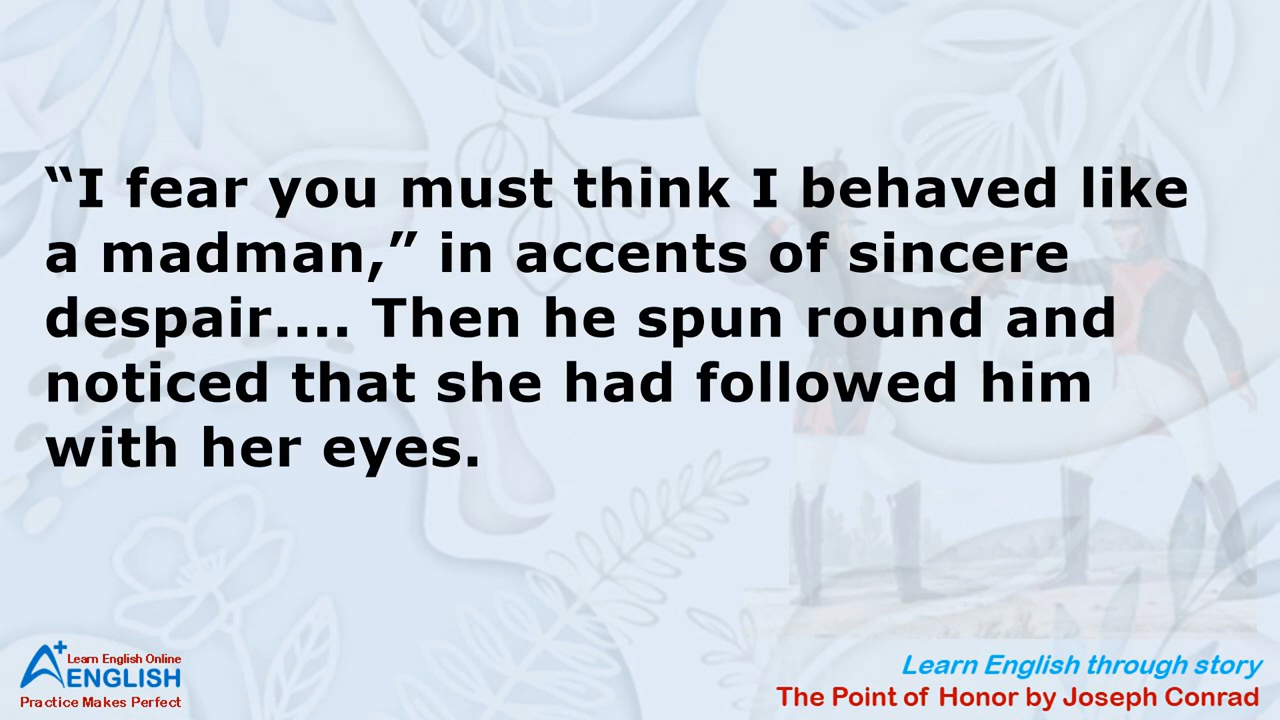 “I fear you must think I behaved like
a madman,” in accents of sincere
despair.... Then he spun round and
noticed that she had followed him
with her eyes.
A+
Learn English Online
ENGLISH
Practice Makes Perfect
Learn English through story
The Point of Honor by Joseph Conrad